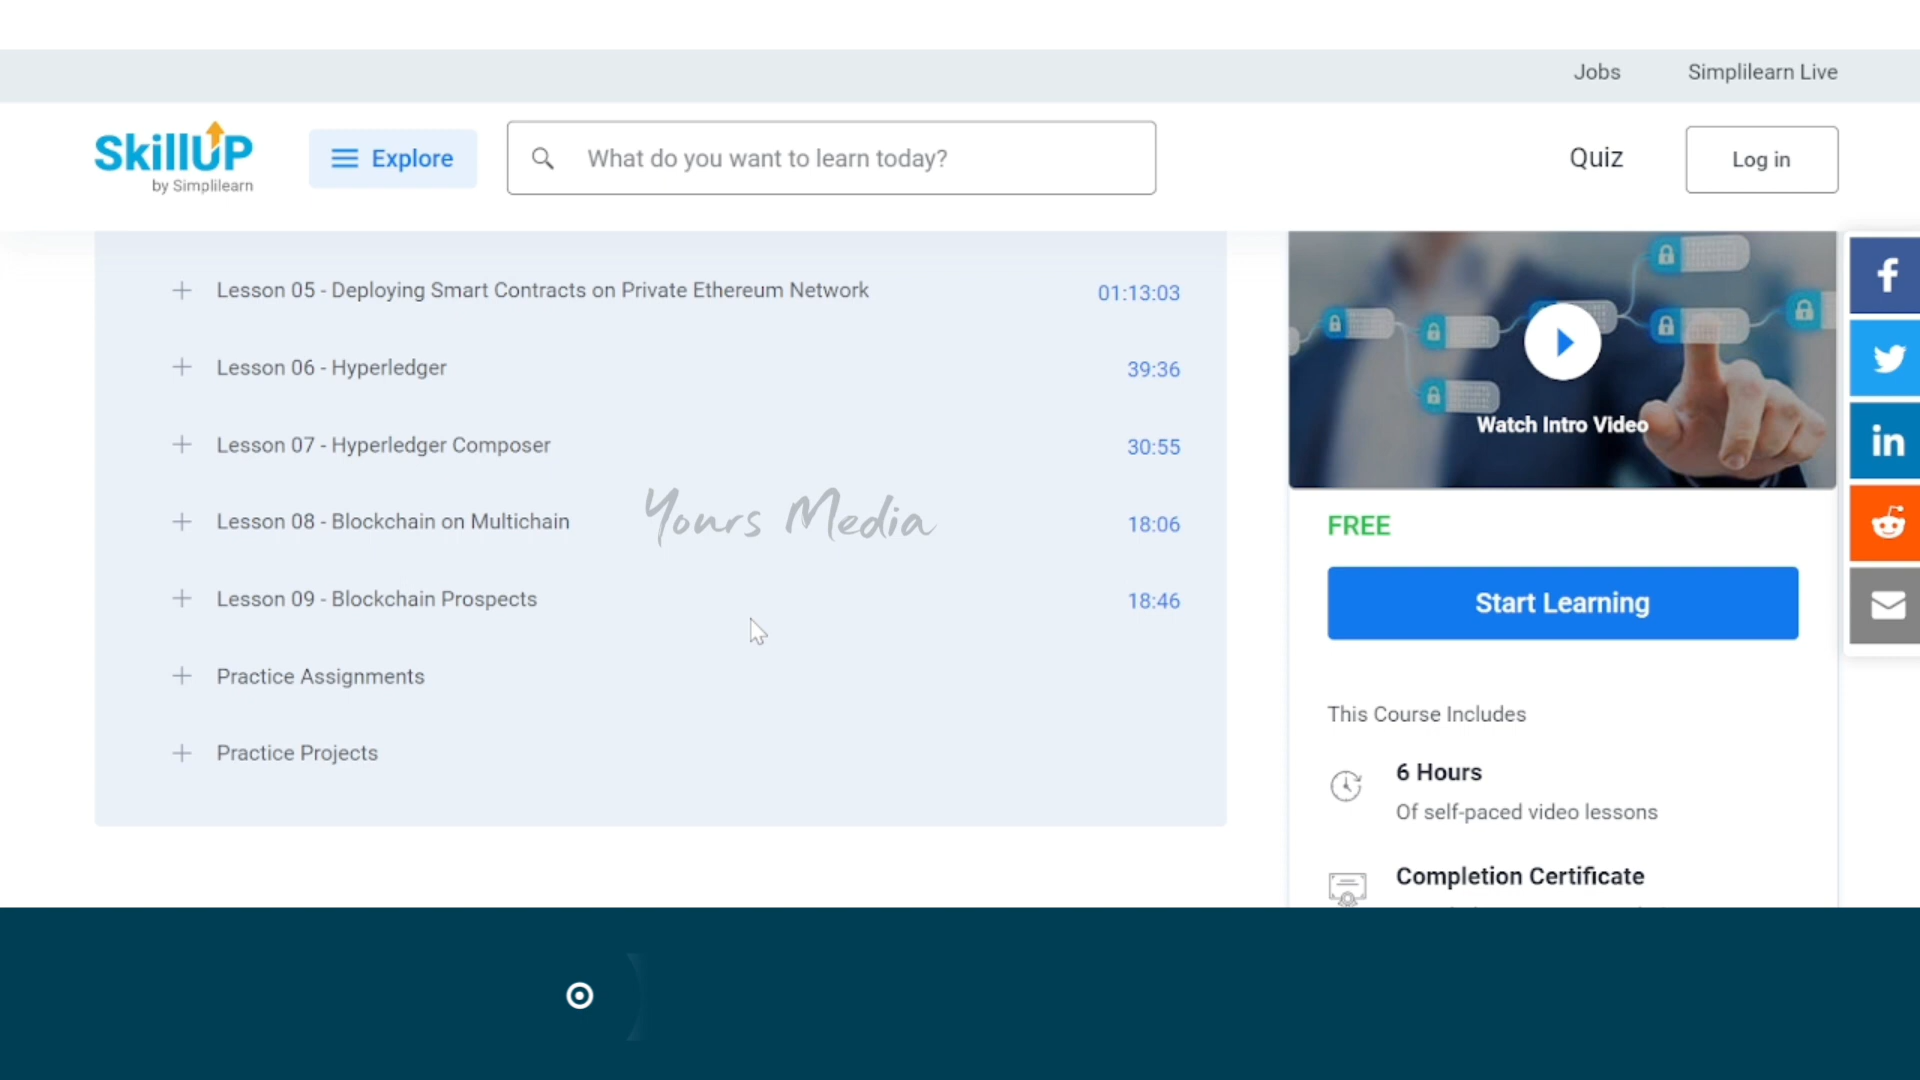 Jobs
Simplilearn Live
SkillUP
by Simplilearn
Explore
What do you want to learn today?
Quiz
Log in
Lesson 05 - Deploying Smart Contracts on Private Ethereum Network
01:13:03
Lesson 06 - Hyperledger
39:36
Lesson 07 - Hyperledger Composer
30:55
Lesson 08 - Blockchain on Multichain
18:06
Lesson 09 - Blockchain Prospects
18:46
Practice Assignments
Practice Projects
Yours Media
Watch Intro Video
FREE
Start Learning
This Course Includes
6 Hours
Of self-paced video lessons
Completion Certificate
f
in